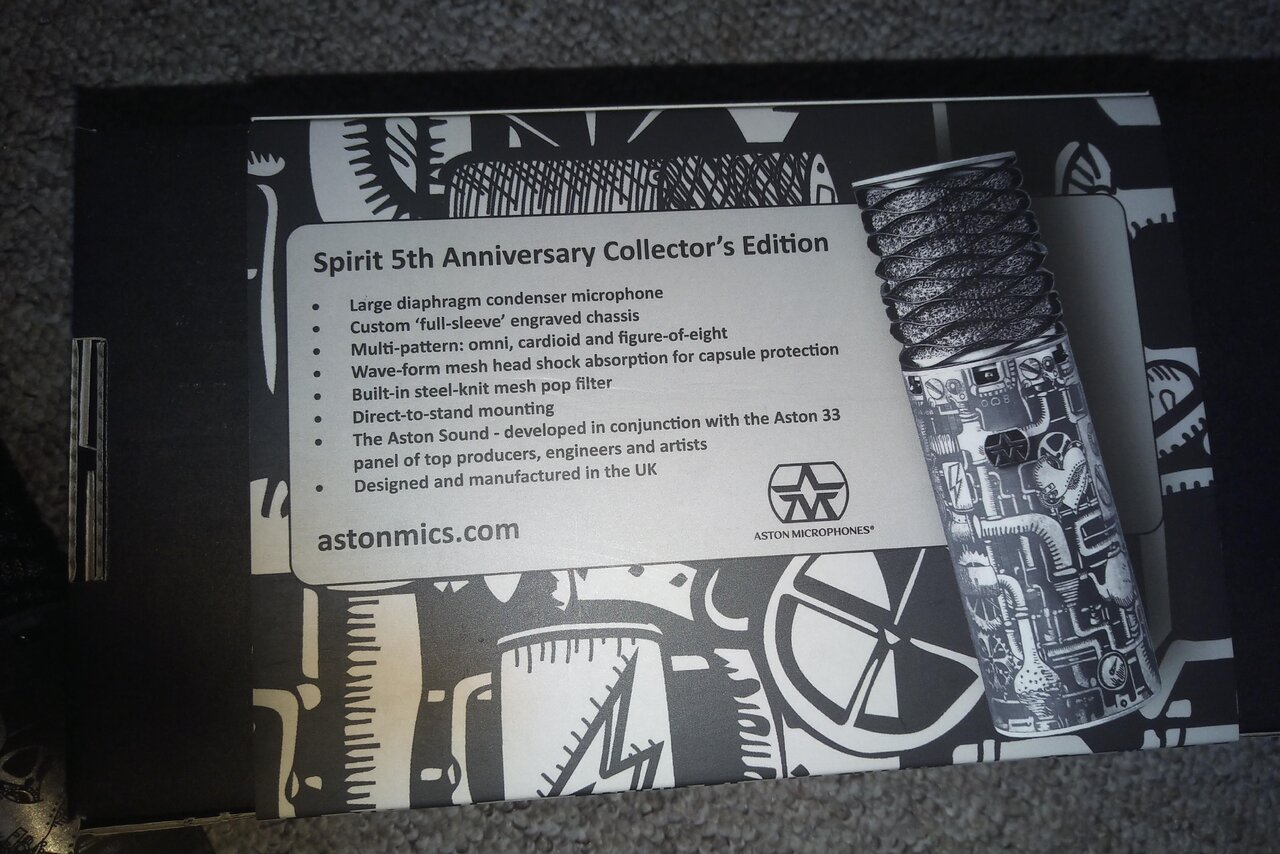 Spirit 5th Anniversary Collector's Edition
• Large diaphragm condenser microphone
• Custom 'full-sleeve' engraved chassis
• Multi-pattern: omni, cardioid and figure-of-eight
• Wave-form mesh head shock absorption for capsule protection
• Built-in steel-knit mesh pop filter
• Direct-to-stand mounting
• The Aston Sound - developed in conjunction with the Aston 33
panel of top producers, engineers and artists
• Designed and manufactured in the UK
astonmics.com
ASTON MICROPHONES®